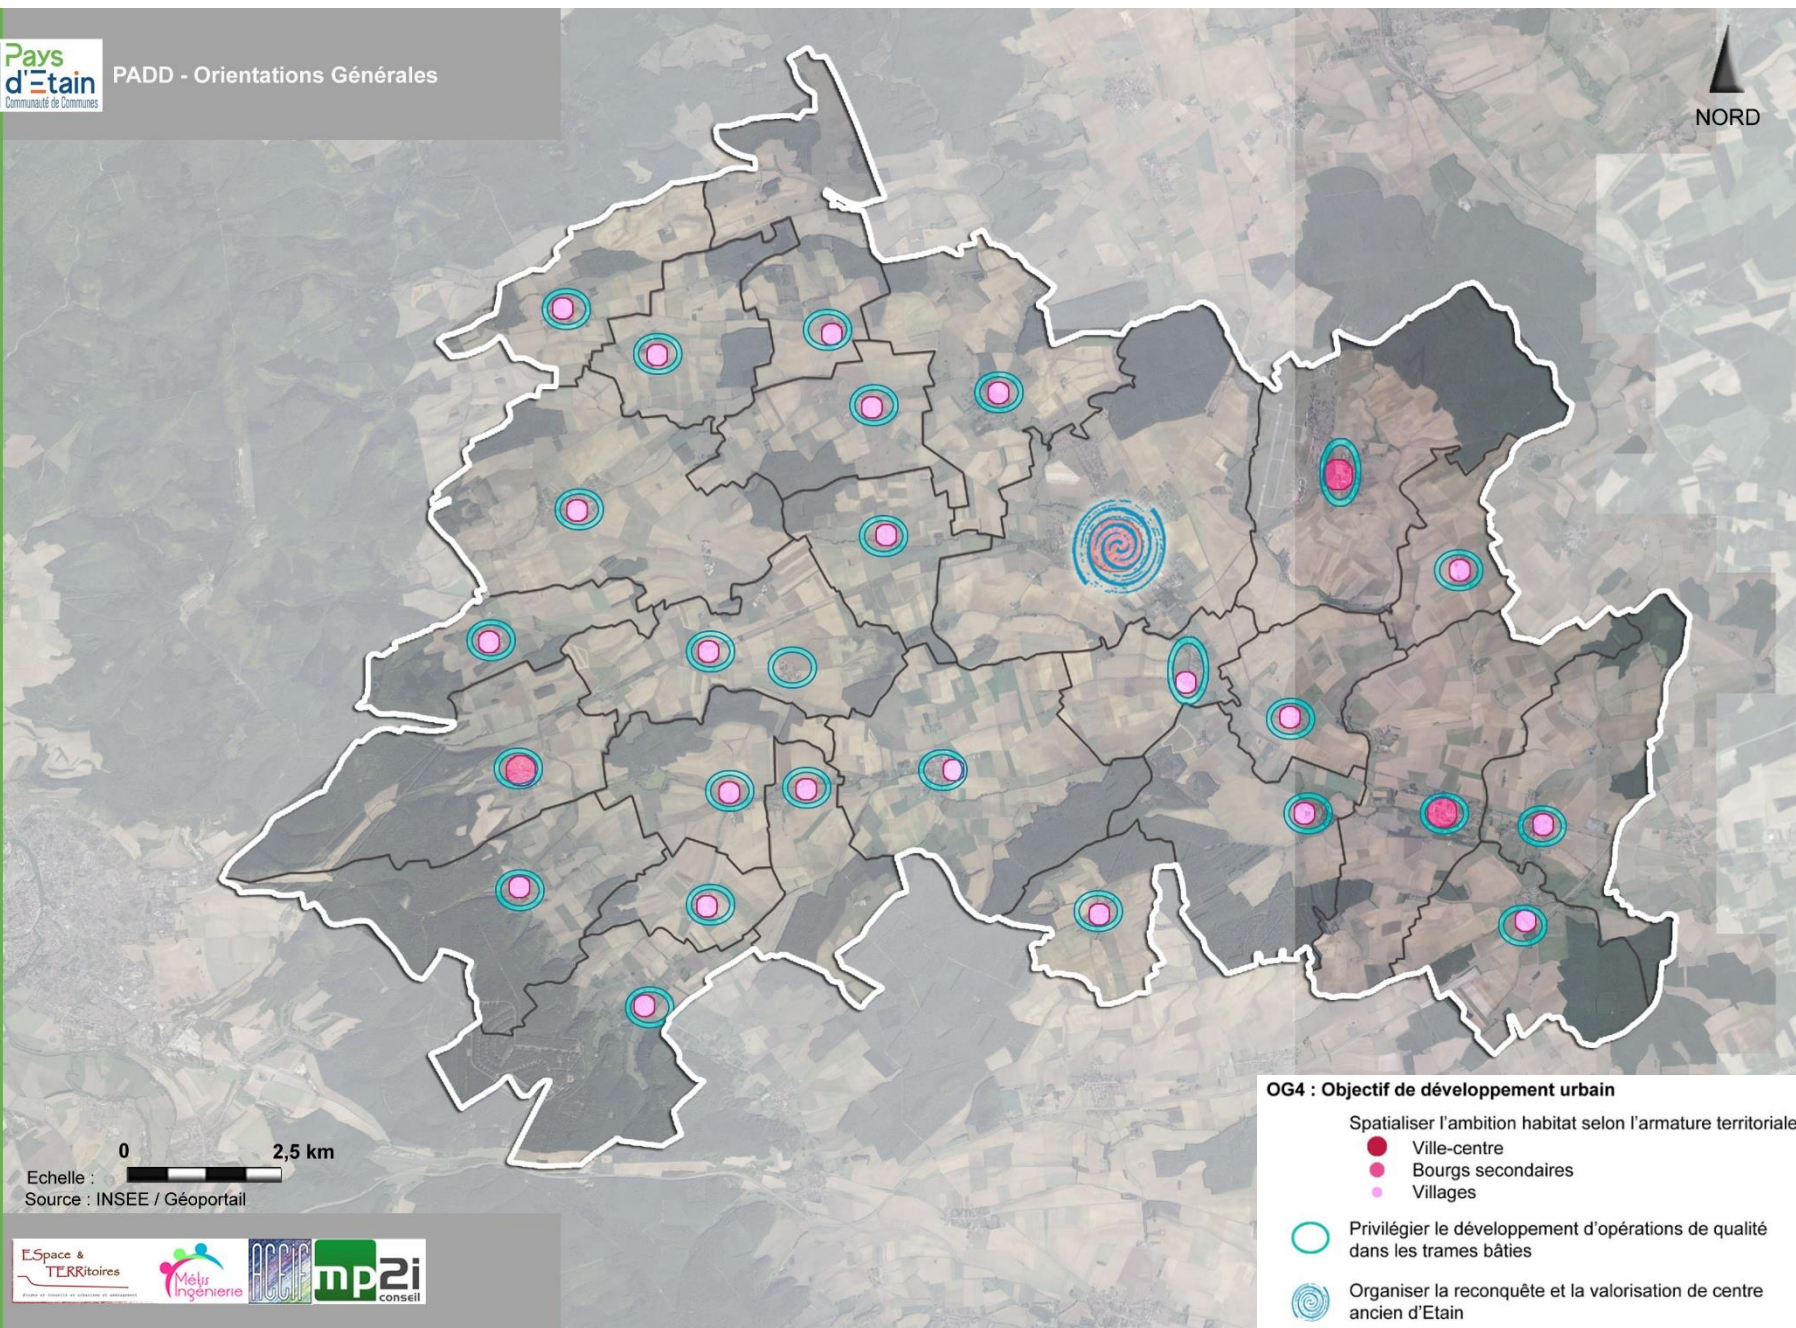 Pays
d'Etain
Communauté de Communes
PADD - Orientations Générales
NORD
0 2,5 km
Echelle :
Source : INSEE / Géoportail
ESpace &
TERRitoires
Mélis
Ingénierie
mp2i
conseil
OG4 : Objectif de développement urbain
Spatialiser l'ambition habitat selon l'armature territoriale
Ville-centre
Bourgs secondaires
Villages
Privilégier le développement d'opérations de qualité
dans les trames bâties
Organiser la reconquête et la valorisation de centre
ancien d'Etain